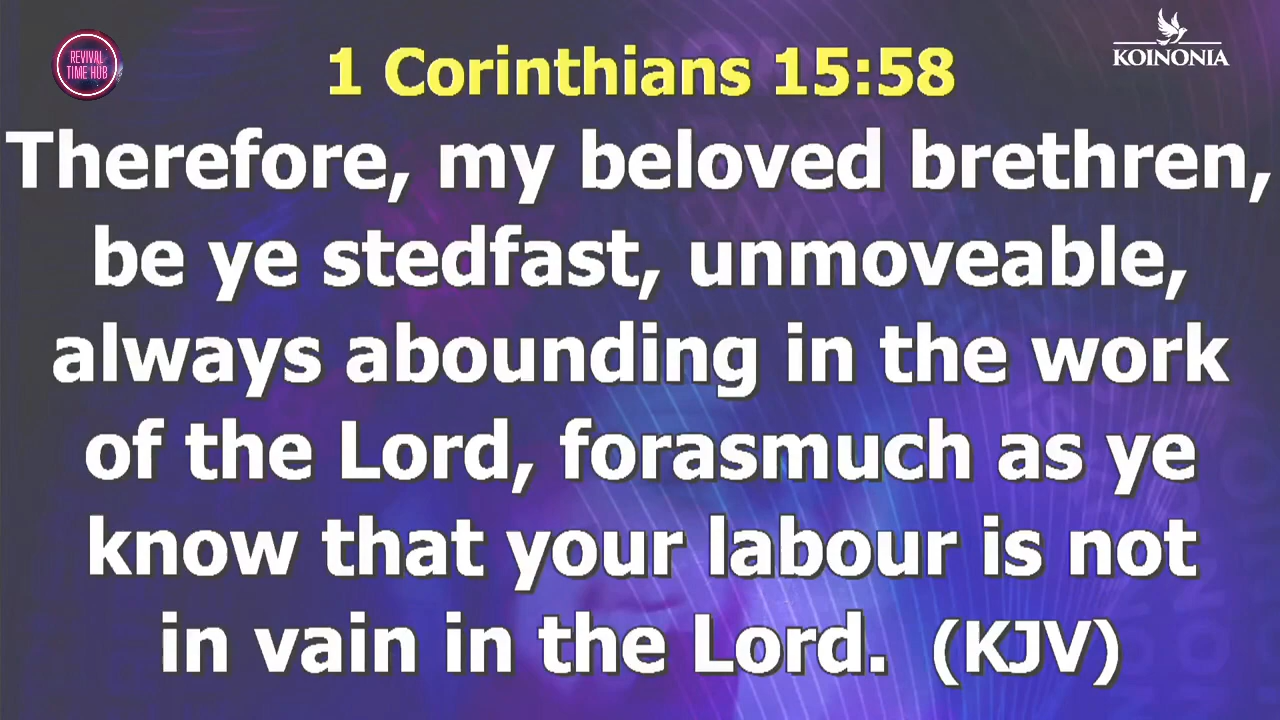 REVIVAL
TIME HUB
KOINONIA
1 Corinthians 15:58
Therefore, my beloved brethren,
be ye stedfast, unmoveable,
always abounding in the work
of the Lord, forasmuch as ye
know that your labour is not
in vain in the Lord. (KJV)